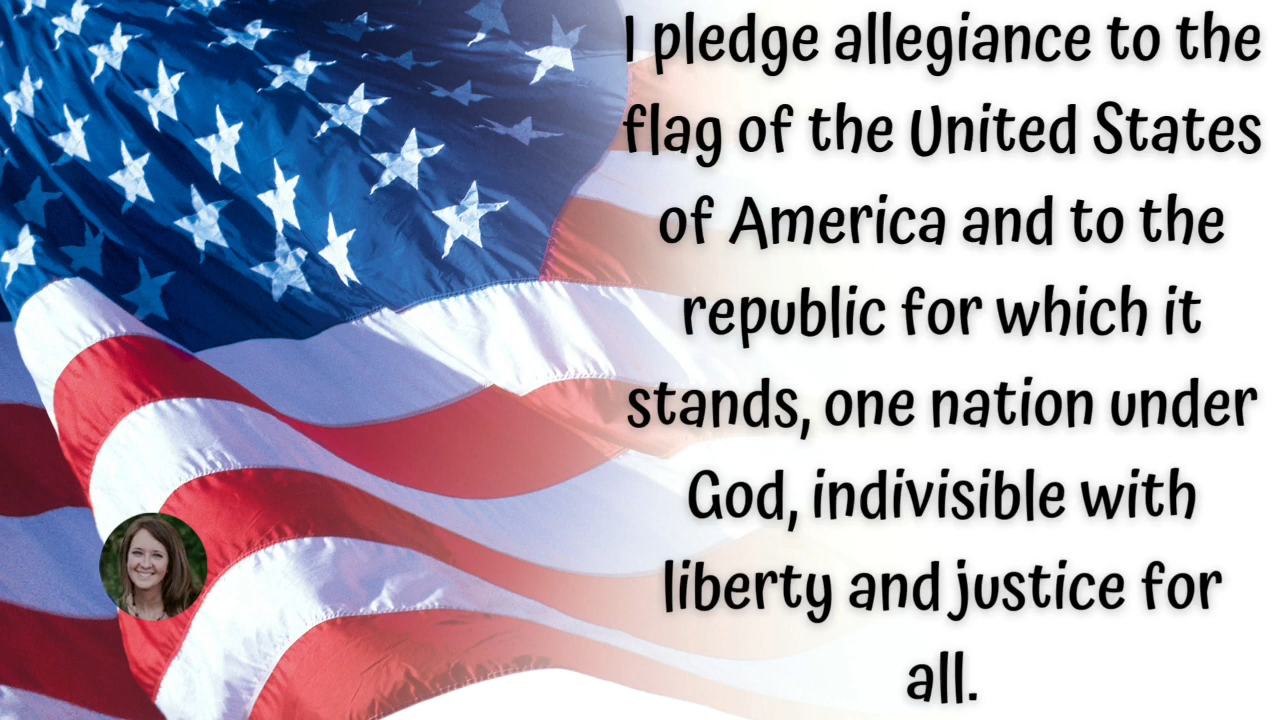 I pledge allegiance to the
flag of the United States
of America and to the
republic for which it
stands, one nation under
God, indivisible with
liberty and justice for
all.